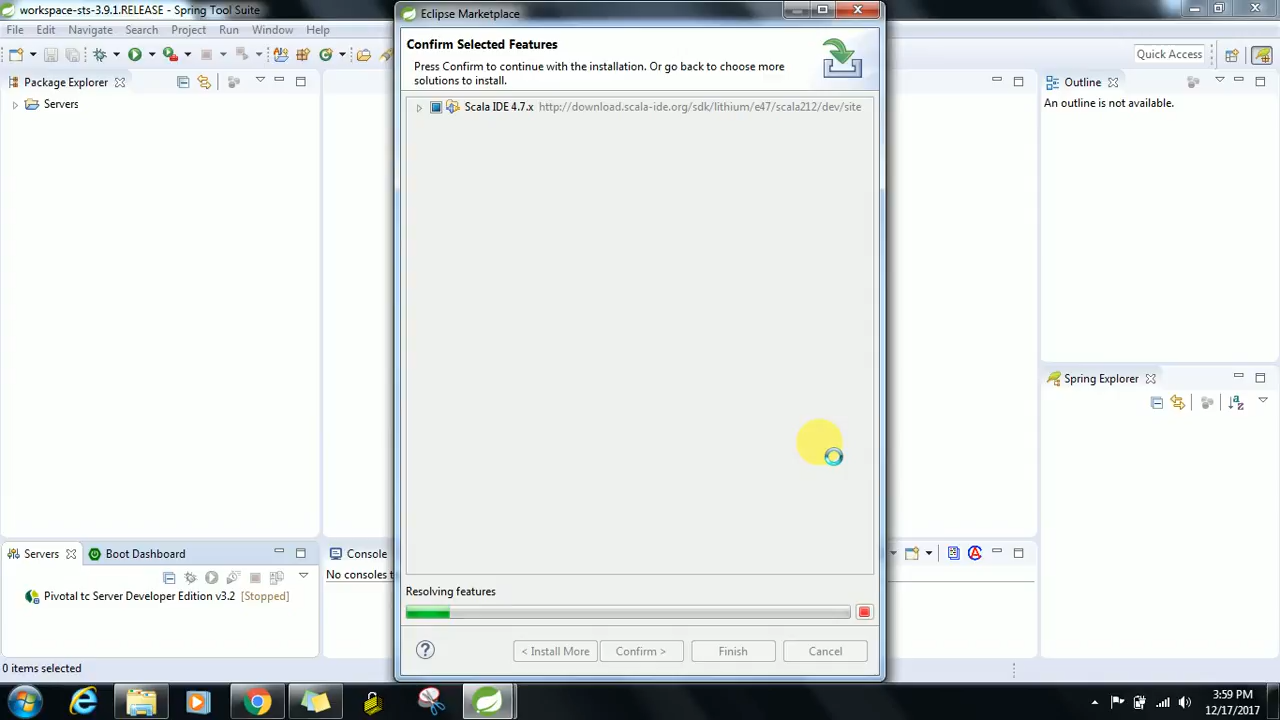 workspace-sts-3.9.1.RELEASE - Spring Tool Suite
File Edit Navigate Search Project Run Window Help
Quick Access
Package Explorer
Servers
Eclipse Marketplace
Confirm Selected Features
Press Confirm to continue with the installation. Or go back to choose more
solutions to install.
Scala IDE 4.7.x http://download.scala-ide.org/sdk/lithium/e47/scala212/dev/site
Resolving features
< Install More Confirm > Finish Cancel
Outline
An outline is not available.
Spring Explorer
Servers Boot Dashboard
Pivotal tc Server Developer Edition v3.2 [Stopped]
Console
No consoles t
0 items selected
3:59 PM
12/17/2017